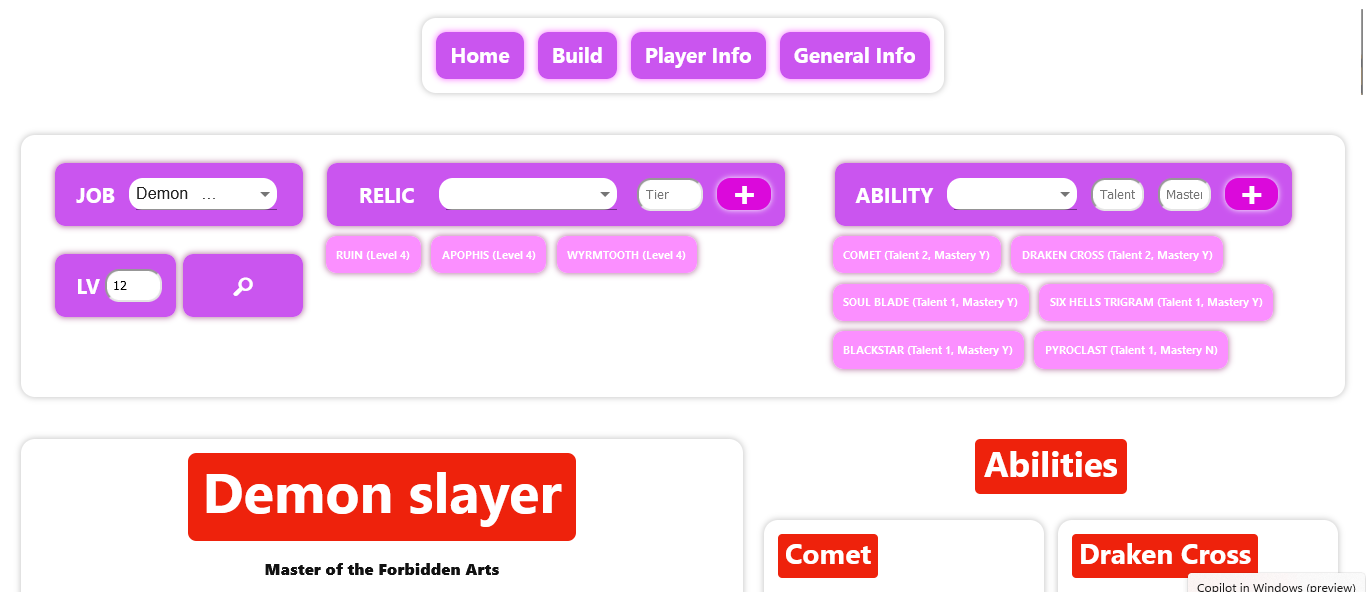 Home Build Player Info General Info
JOB Demon ... RELIC Tier + ABILITY Talent Master +
RUIN (Level 4) APOPHIS (Level 4) WYRMTOOTH (Level 4) COMET (Talent 2, Mastery Y) DRAKEN CROSS (Talent 2, Mastery Y)
LV 12
SOUL BLADE (Talent 1, Mastery Y) SIX HELLS TRIGRAM (Talent 1, Mastery Y)
BLACKSTAR (Talent 1, Mastery Y) PYROCLAST (Talent 1, Mastery N)
Demon slayer
Master of the Forbidden Arts
Abilities
Comet Draken Cross
Copilot in Windows (preview)